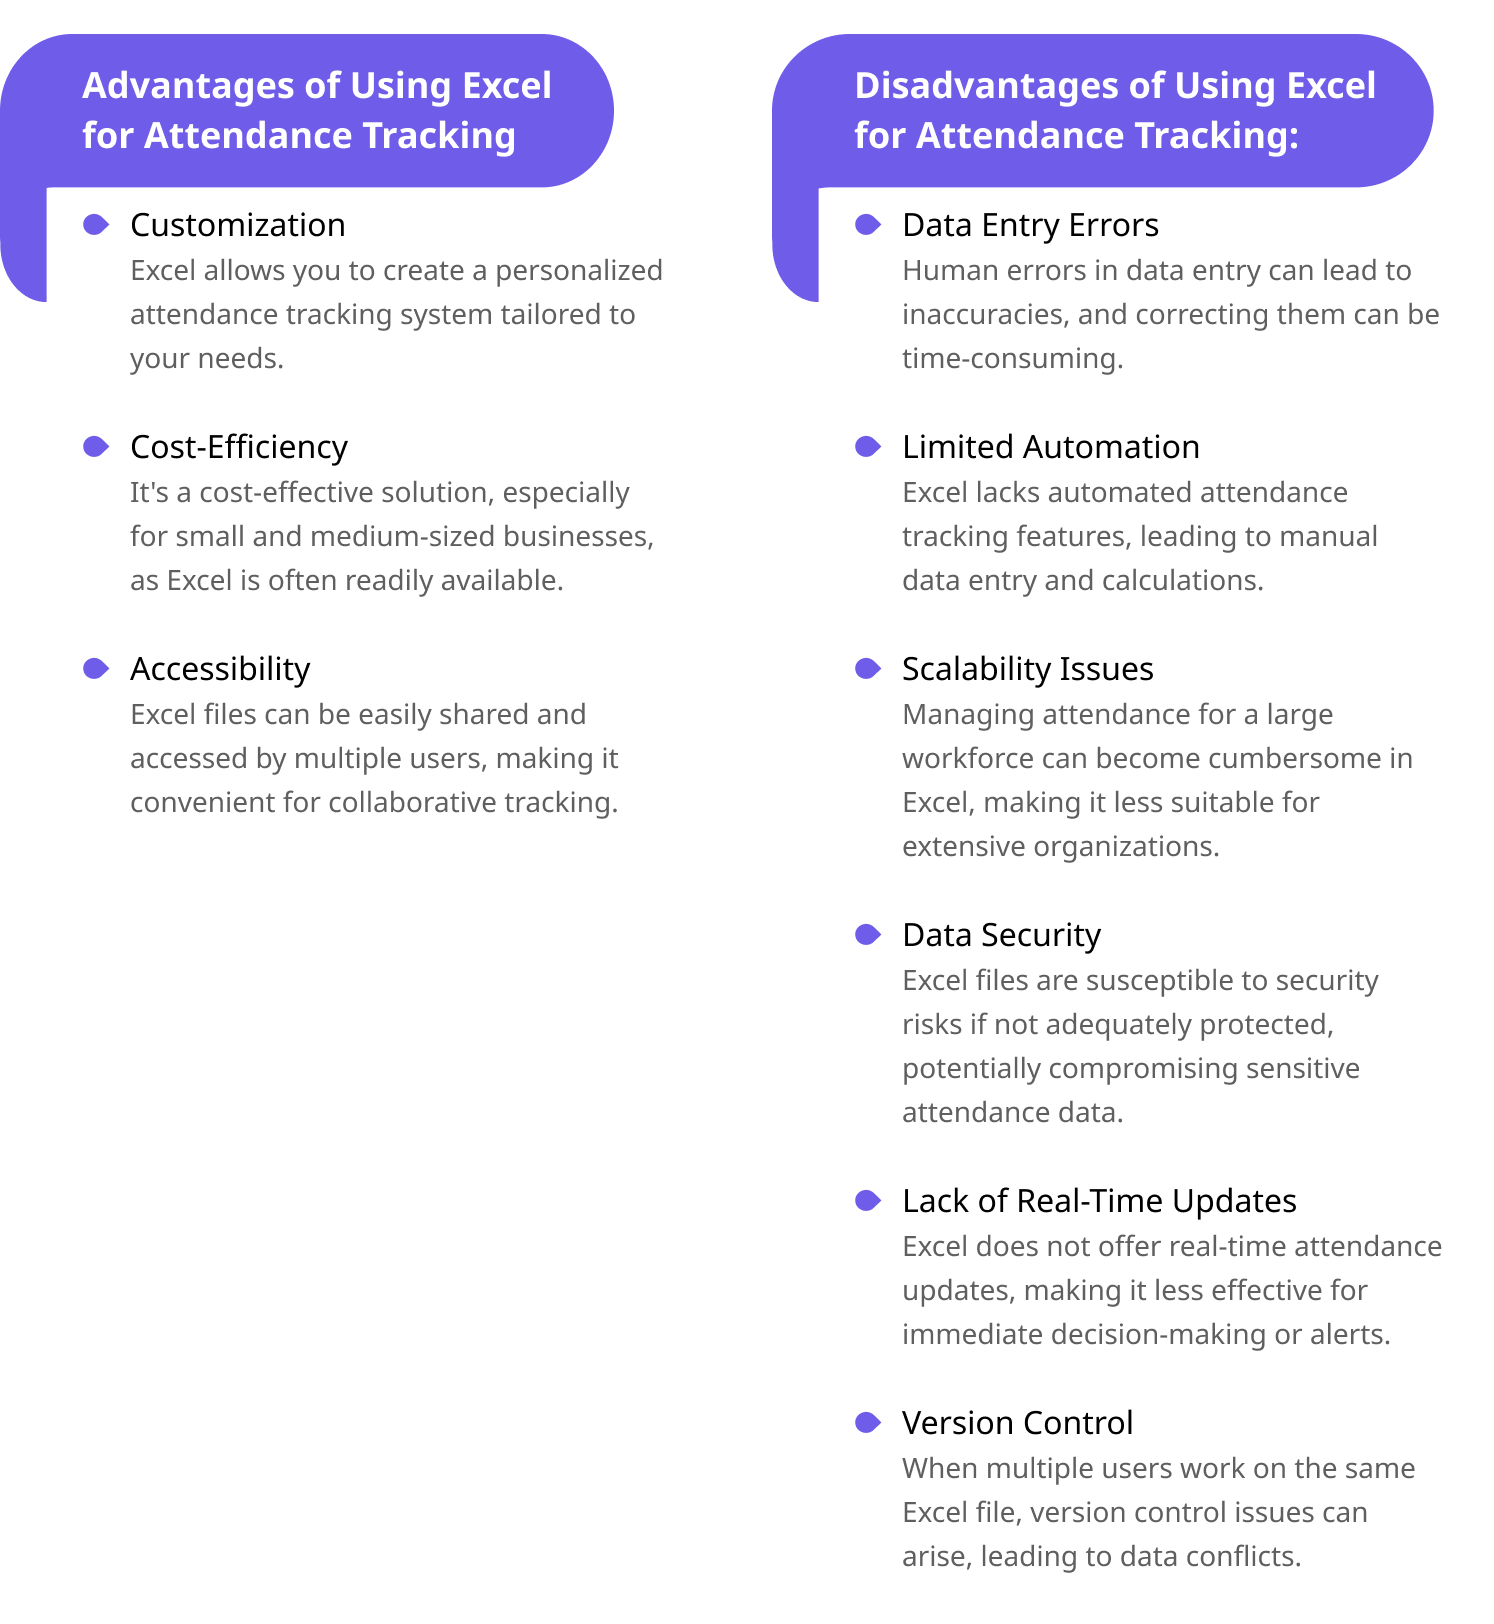 Advantages of Using Excel
for Attendance Tracking
Customization
Excel allows you to create a personalized
attendance tracking system tailored to
your needs.
Cost-Efficiency
It's a cost-effective solution, especially
for small and medium-sized businesses,
as Excel is often readily available.
Accessibility
Excel files can be easily shared and
accessed by multiple users, making it
convenient for collaborative tracking.
Disadvantages of Using Excel
for Attendance Tracking:
Data Entry Errors
Human errors in data entry can lead to
inaccuracies, and correcting them can be
time-consuming.
Limited Automation
Excel lacks automated attendance
tracking features, leading to manual
data entry and calculations.
Scalability Issues
Managing attendance for a large
workforce can become cumbersome in
Excel, making it less suitable for
extensive organizations.
Data Security
Excel files are susceptible to security
risks if not adequately protected,
potentially compromising sensitive
attendance data.
Lack of Real-Time Updates
Excel does not offer real-time attendance
updates, making it less effective for
immediate decision-making or alerts.
Version Control
When multiple users work on the same
Excel file, version control issues can
arise, leading to data conflicts.